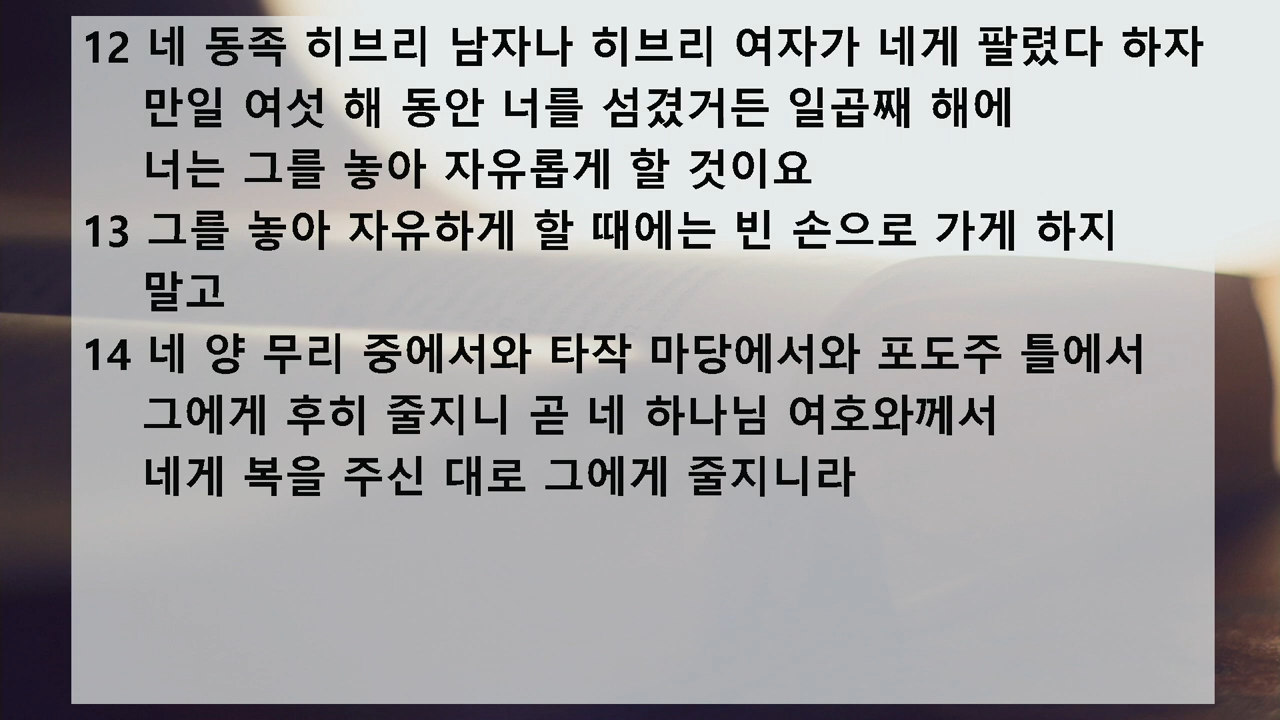 12 네 동족 히브리 남자나 히브리 여자가 네게 팔렸다 하자
만일 여섯 해 동안 너를 섬겼거든 일곱째 해에
너는 그를 놓아 자유롭게 할 것이요
13 그를 놓아 자유하게 할 때에는 빈 손으로 가게 하지
말고
14 네 양 무리 중에서와 타작 마당에서와 포도주 틀에서
그에게 후히 줄지니 곧 네 하나님 여호와께서
네게 복을 주신 대로 그에게 줄지니라